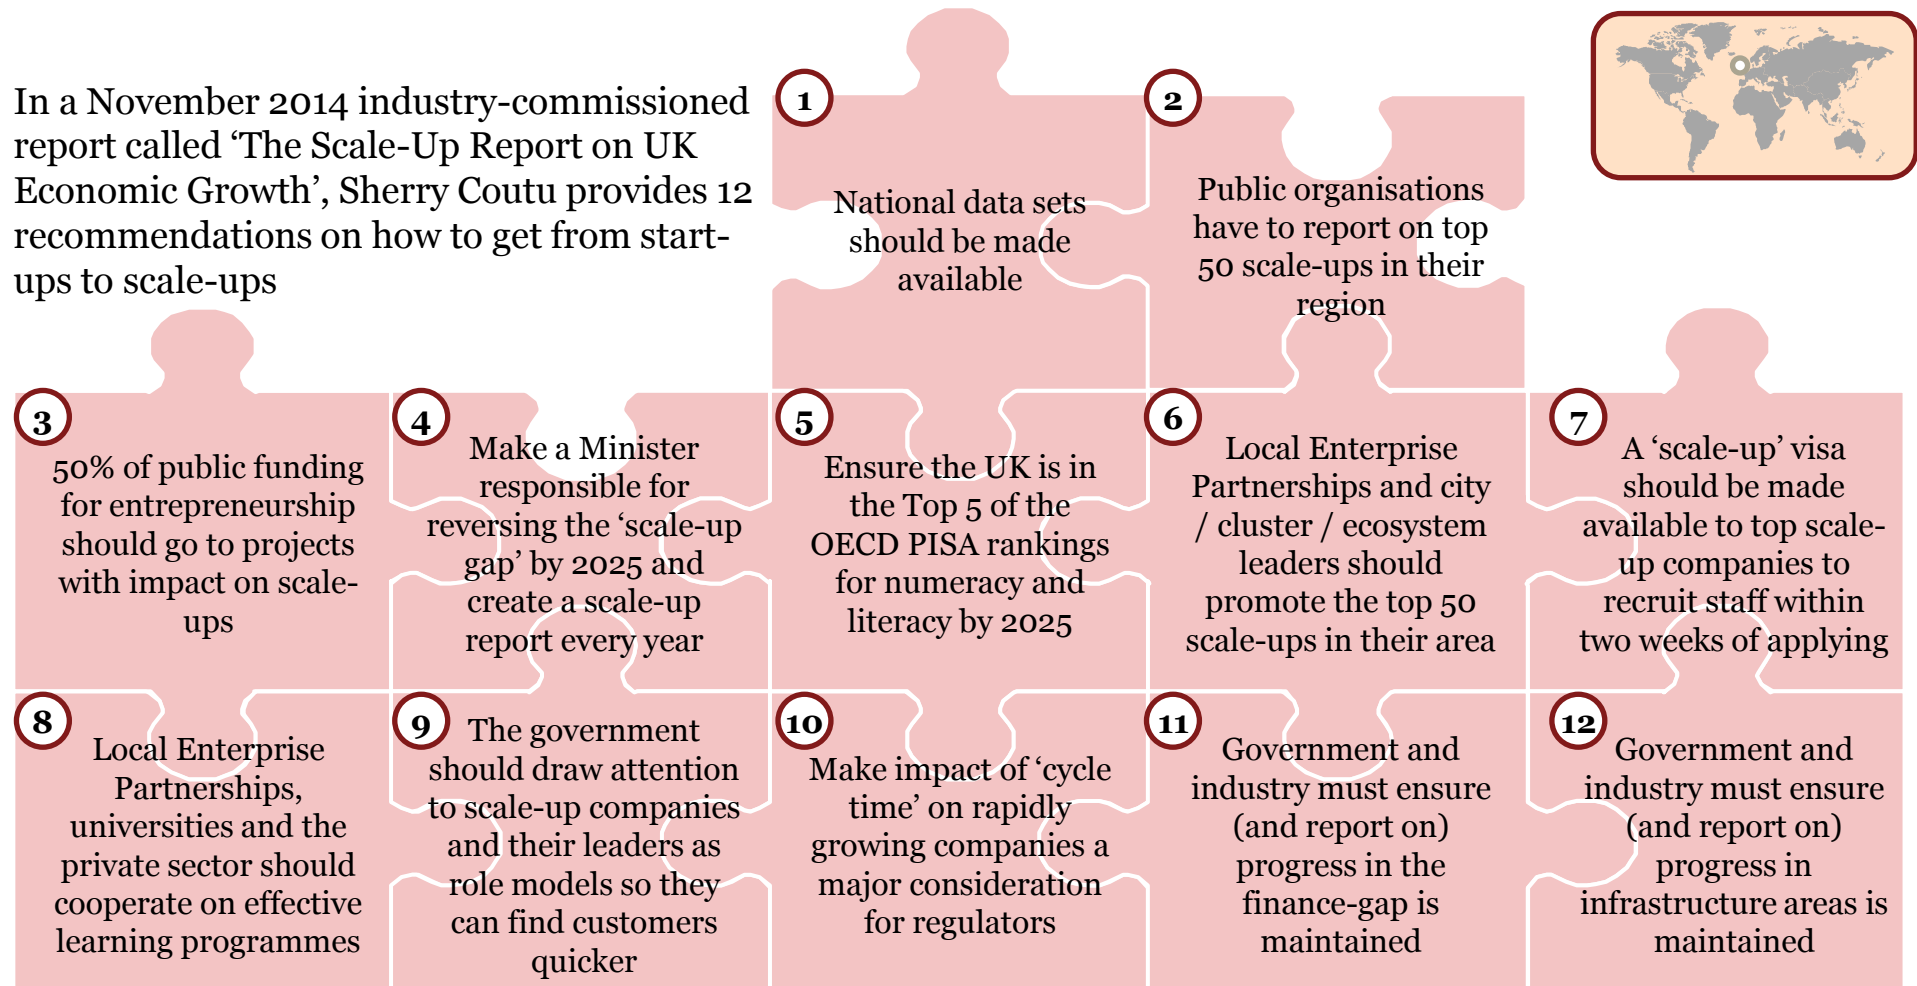 In a November 2014 industry-commissioned
report called ‘The Scale-Up Report on UK
Economic Growth’, Sherry Coutu provides 12
recommendations on how to get from start-
ups to scale-ups
1
National data sets
should be made
available
2
Public organisations
have to report on top
50 scale-ups in their
region
3
50% of public funding
for entrepreneurship
should go to projects
with impact on scale-
ups
4
Make a Minister
responsible for
reversing the ‘scale-up
gap’ by 2025 and
create a scale-up
report every year
5
Ensure the UK is in
the Top 5 of the
OECD PISA rankings
for numeracy and
literacy by 2025
6
Local Enterprise
Partnerships and city
/ cluster / ecosystem
leaders should
promote the top 50
scale-ups in their area
7
A ‘scale-up’ visa
should be made
available to top scale-
up companies to
recruit staff within
two weeks of applying
8
Local Enterprise
Partnerships,
universities and the
private sector should
cooperate on effective
learning programmes
9
The government
should draw attention
to scale-up companies
and their leaders as
role models so they
can find customers
quicker
10
Make impact of ‘cycle
time’ on rapidly
growing companies a
major consideration
for regulators
11
Government and
industry must ensure
(and report on)
progress in the
finance-gap is
maintained
12
Government and
industry must ensure
(and report on)
progress in
infrastructure areas is
maintained